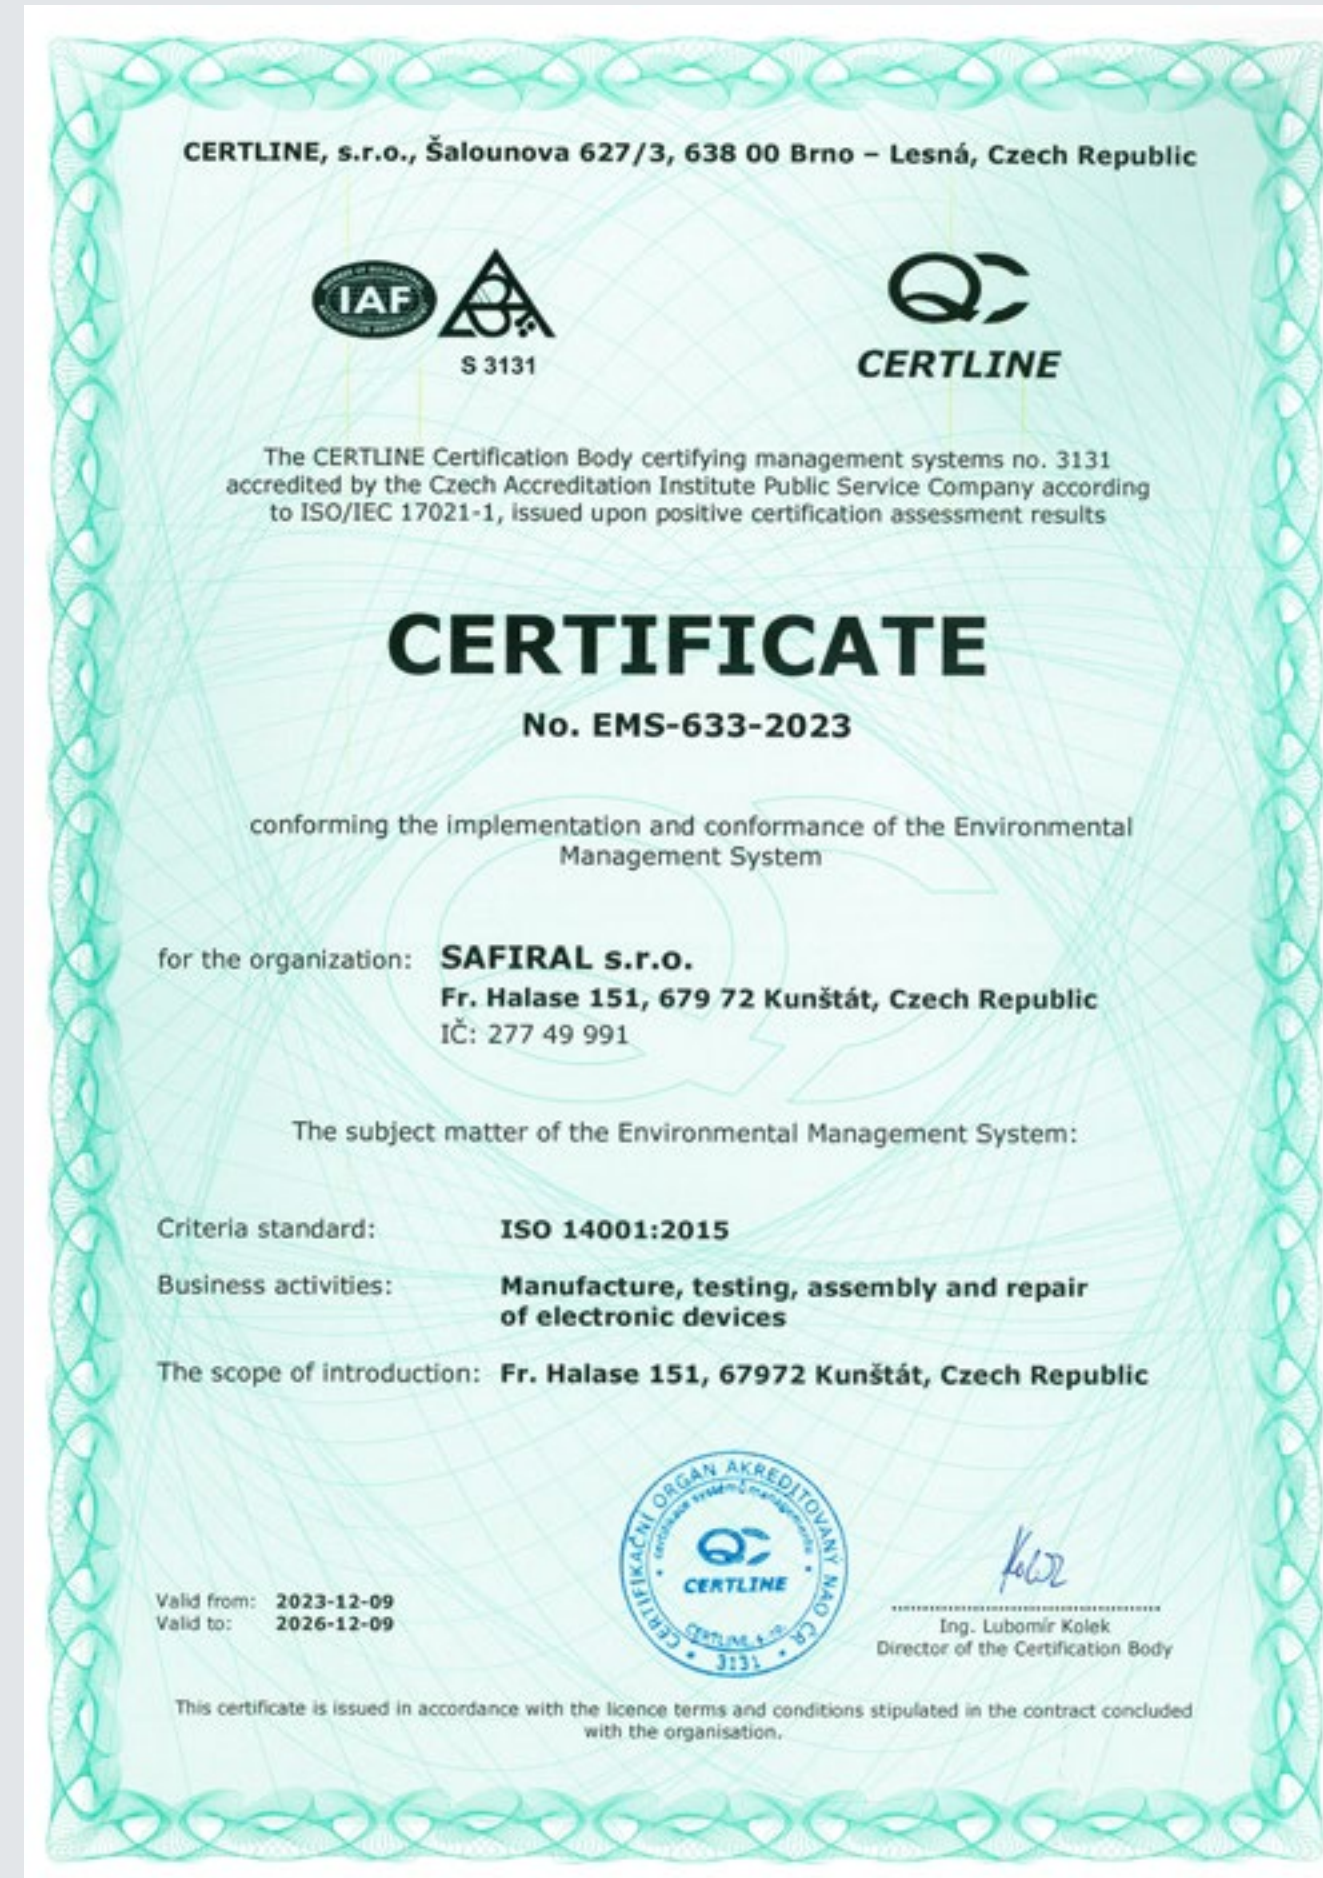 CERTLINE, s.r.o., Šalounova 627/3, 638 00 Brno – Lesná, Czech Republic
IAF
S 3131
CERTLINE
The CERTLINE Certification Body certifying management systems no. 3131
accredited by the Czech Accreditation Institute Public Service Company according
to ISO/IEC 17021-1, issued upon positive certification assessment results
CERTIFICATE
No. EMS-633-2023
conforming the implementation and conformance of the Environmental
Management System
for the organization: SAFIRAL s.r.o.
Fr. Halase 151, 679 72 Kunštát, Czech Republic
IČ: 277 49 991
The subject matter of the Environmental Management System:
Criteria standard: ISO 14001:2015
Business activities: Manufacture, testing, assembly and repair
of electronic devices
The scope of introduction: Fr. Halase 151, 67972 Kunštát, Czech Republic
CERTIFIKAČNÍ ORGÁN AKREDITOVANÝ NAO ČR
certifikace systémů managementu
QC
CERTLINE
CERTLINE, s.r.o.
3131
Valid from: 2023-12-09
Valid to: 2026-12-09
Ing. Lubomír Kolek
Director of the Certification Body
This certificate is issued in accordance with the licence terms and conditions stipulated in the contract concluded
with the organisation.